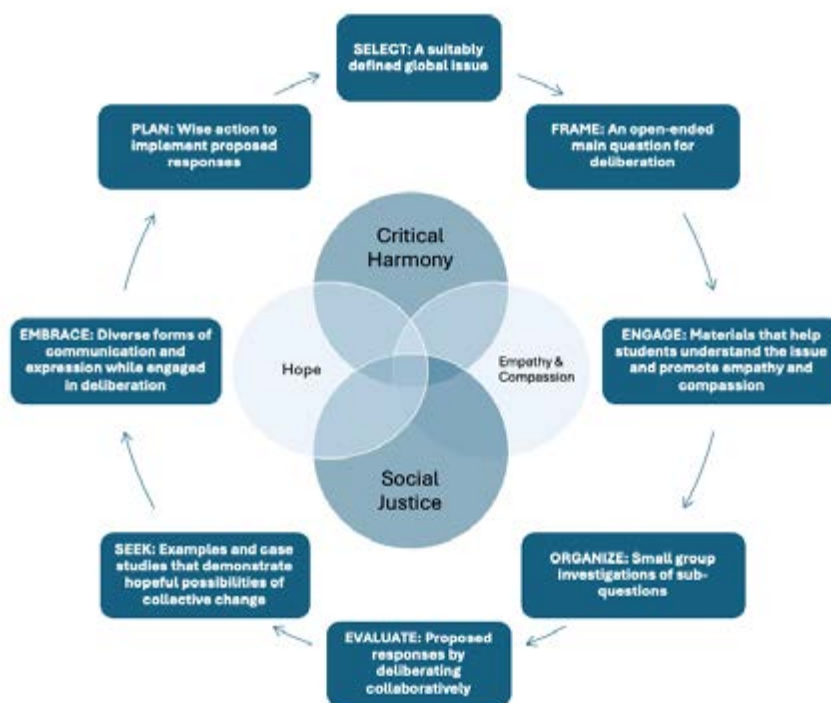 SELECT: A suitably
defined global issue
FRAME: An open-ended
main question for
deliberation
ENGAGE: Materials that help
students understand the issue
and promote empathy and
compassion
ORGANIZE: Small group
investigations of sub-
questions
EVALUATE: Proposed
responses by
deliberating
collaboratively
SEEK: Examples and case
studies that demonstrate
hopeful possibilities of
collective change
EMBRACE: Diverse forms of
communication and
expression while engaged in
deliberation
PLAN: Wise action to
implement proposed
responses
Critical
Harmony
Hope
Empathy &
Compassion
Social
Justice